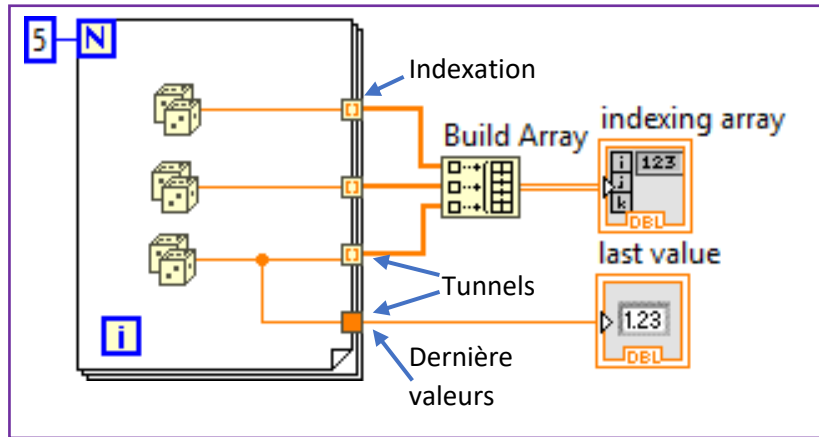 5
N
Indexation
Build Array
indexing array
i
123
j
k
DBL
last value
Tunnels
1.23
i
Dernière
valeurs
DBL